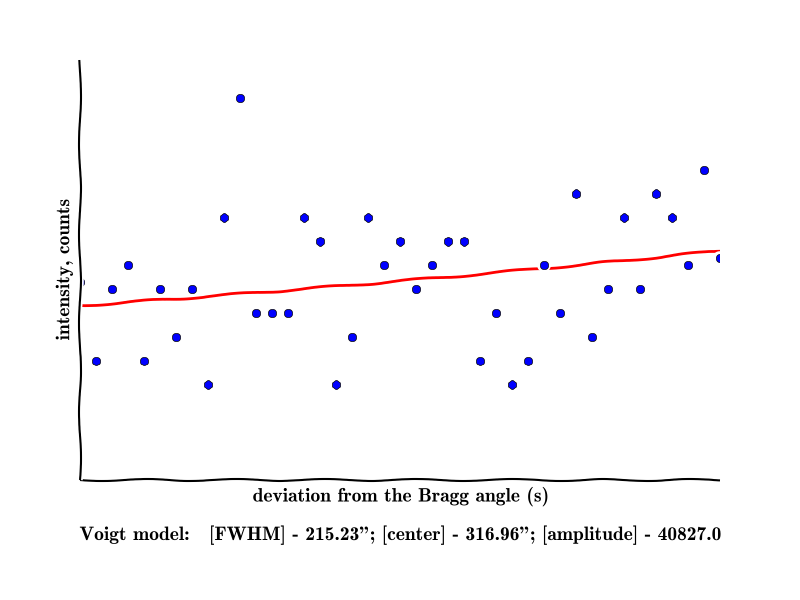 intensity, counts
deviation from the Bragg angle (s)
Voigt model: [FWHM] - 215.23”; [center] - 316.96”; [amplitude] - 40827.0